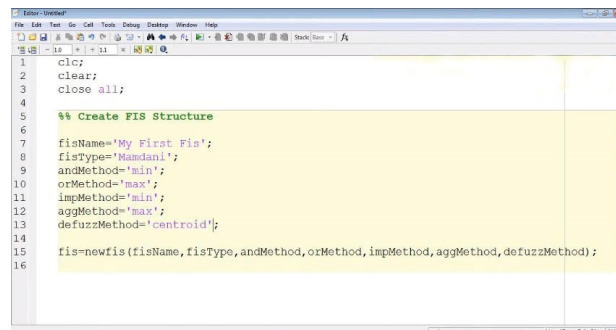 Editor - Untitled*
File Edit Text Go Cell Tools Debug Desktop Window Help
Stack: Base
1.0 1.1
1 clc;
2 clear;
3 close all;
4
5 %% Create FIS Structure
6
7 fisName='My First Fis';
8 fisType='Mamdani';
9 andMethod='min';
10 orMethod='max';
11 impMethod='min';
12 aggMethod='max';
13 defuzzMethod='centroid';
14
15 fis=newfis(fisName,fisType,andMethod,orMethod,impMethod,aggMethod,defuzzMethod);
16